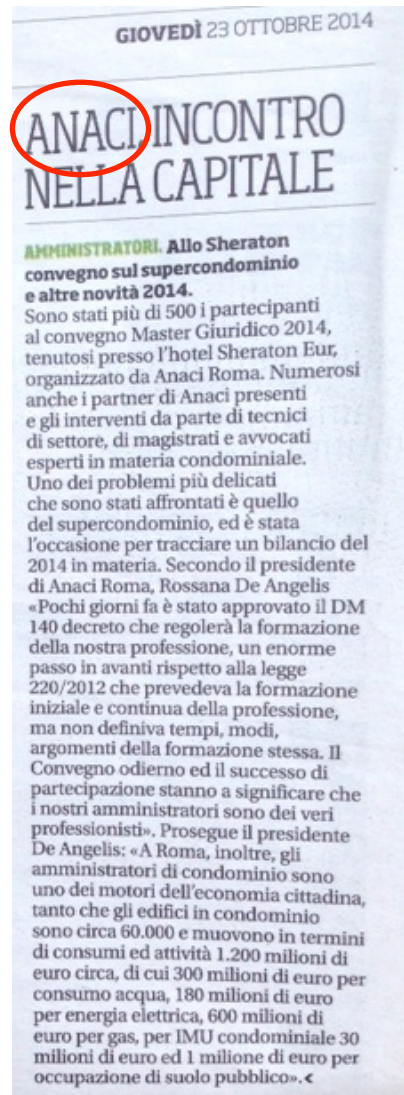 GIOVEDÌ 23 OTTOBRE 2014
ANACI, INCONTRO
NELLA CAPITALE
AMMINISTRATORI. Allo Sheraton
convegno sul supercondominio
e altre novità 2014.
Sono stati più di 500 i partecipanti
al convegno Master Giuridico 2014,
tenutosi presso l'hotel Sheraton Eur,
organizzato da Anaci Roma. Numerosi
anche i partner di Anaci presenti
e gli interventi da parte di tecnici
di settore, di magistrati e avvocati
esperti in materia condominiale.
Uno dei problemi più delicati
che sono stati affrontati è quello
del supercondominio, ed è stata
l'occasione per tracciare un bilancio del
2014 in materia. Secondo il presidente
di Anaci Roma, Rossana De Angelis
«Pochi giorni fa è stato approvato il DM
140 decreto che regolerà la formazione
della nostra professione, un enorme
passo in avanti rispetto alla legge
220/2012 che prevedeva la formazione
iniziale e continua della professione,
ma non definiva tempi, modi,
argomenti della formazione stessa. Il
Convegno odierno ed il successo di
partecipazione stanno a significare che
i nostri amministratori sono dei veri
professionisti». Prosegue il presidente
De Angelis: «A Roma, inoltre, gli
amministratori di condominio sono
uno dei motori dell'economia cittadina,
tanto che gli edifici in condominio
sono circa 60.000 e muovono in termini
di consumi ed attività 1.200 milioni di
euro circa, di cui 300 milioni di euro per
consumo acqua, 180 milioni di euro
per energia elettrica, 600 milioni di
euro per gas, per IMU condominiale 30
milioni di euro ed 1 milione di euro per
occupazione di suolo pubblico».<